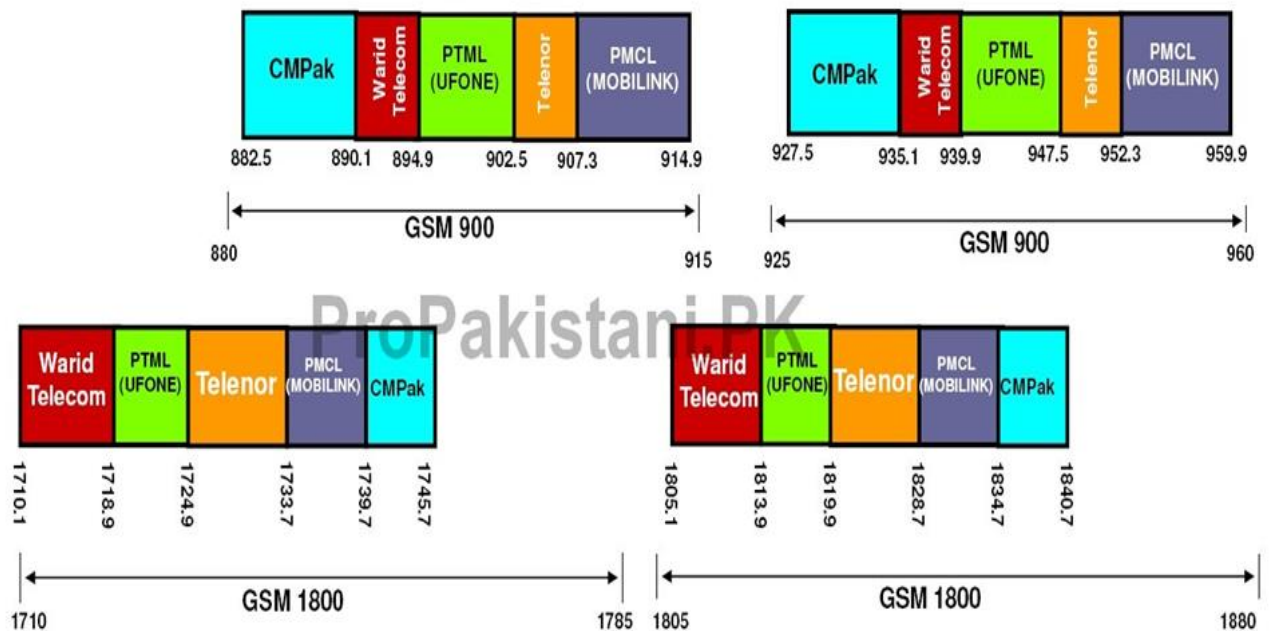 CMPak
Warid
Telecom
PTML
(UFONE)
Telenor
PMCL
(MOBILINK)
882.5 890.1 894.9 902.5 907.3 914.9
GSM 900
880 915
CMPak
Warid
Telecom
PTML
(UFONE)
Telenor
PMCL
(MOBILINK)
927.5 935.1 939.9 947.5 952.3 959.9
GSM 900
925 960
ProPakistani.PK
Warid
Telecom
PTML
(UFONE)
Telenor
PMCL
(MOBILINK)
CMPak
1710.1 1718.9 1724.9 1733.7 1739.7 1745.7
GSM 1800
1710 1785
Warid
Telecom
PTML
(UFONE)
Telenor
PMCL
(MOBILINK)
CMPak
1805.1 1813.9 1819.9 1828.7 1834.7 1840.7
GSM 1800
1805 1880